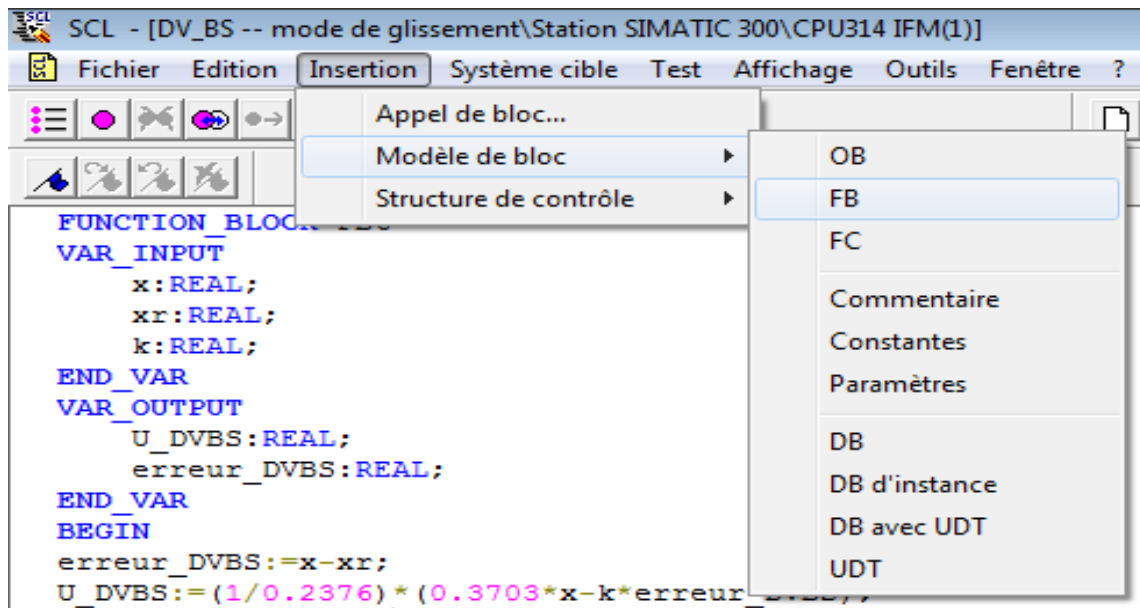 SCL - [DV_BS -- mode de glissement\Station SIMATIC 300\CPU314 IFM(1)]
Fichier Edition Insertion Système cible Test Affichage Outils Fenêtre ?
Appel de bloc...
Modèle de bloc
Structure de contrôle
OB
FB
FC
Commentaire
Constantes
Paramètres
DB
DB d'instance
DB avec UDT
UDT
FUNCTION_BLOCK
VAR_INPUT
x:REAL;
xr:REAL;
k:REAL;
END_VAR
VAR_OUTPUT
U_DVBS:REAL;
erreur_DVBS:REAL;
END_VAR
BEGIN
erreur_DVBS:=x-xr;
U_DVBS:=(1/0.2376)*(0.3703*x-k*erreur_DVBS);